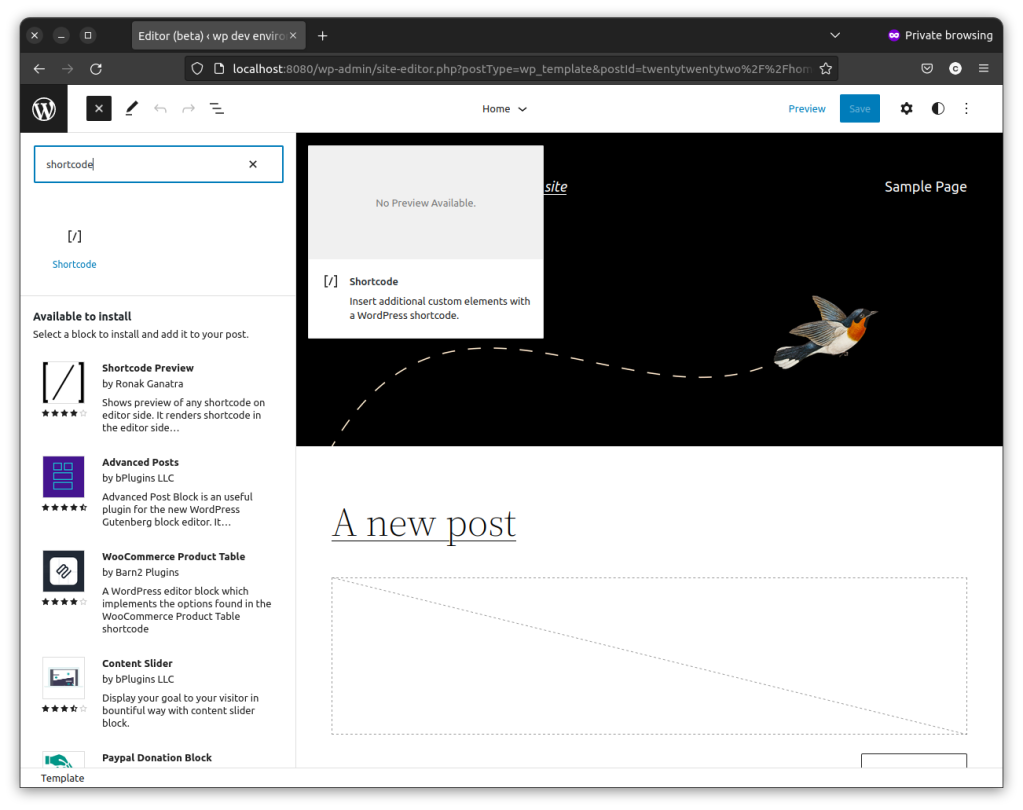 Editor (beta) ‹ wp dev enviro
Private browsing
localhost:8080/wp-admin/site-editor.php?postType=wp_template&postId=twentytwentytwo%2F%2Fhom
Home
Preview
Save
shortcode
Shortcode
Available to install
Select a block to install and add it to your post.
Shortcode Preview
by Ronak Ganatra
Shows preview of any shortcode on
editor side. It renders shortcode in
the editor side…
Advanced Posts
by bPlugins LLC
Advanced Post Block is an useful
plugin for the new WordPress
Gutenberg block editor. It…
WooCommerce Product Table
by Barn2 Plugins
A WordPress editor block which
implements the options found in the
WooCommerce Product Table
shortcode
Content Slider
by bPlugins LLC
Display your goal to your visitor in
bountiful way with content slider
block.
Paypal Donation Block
No Preview Available.
[/] Shortcode
Insert additional custom elements with
a WordPress shortcode.
site
Sample Page
A new post
Template